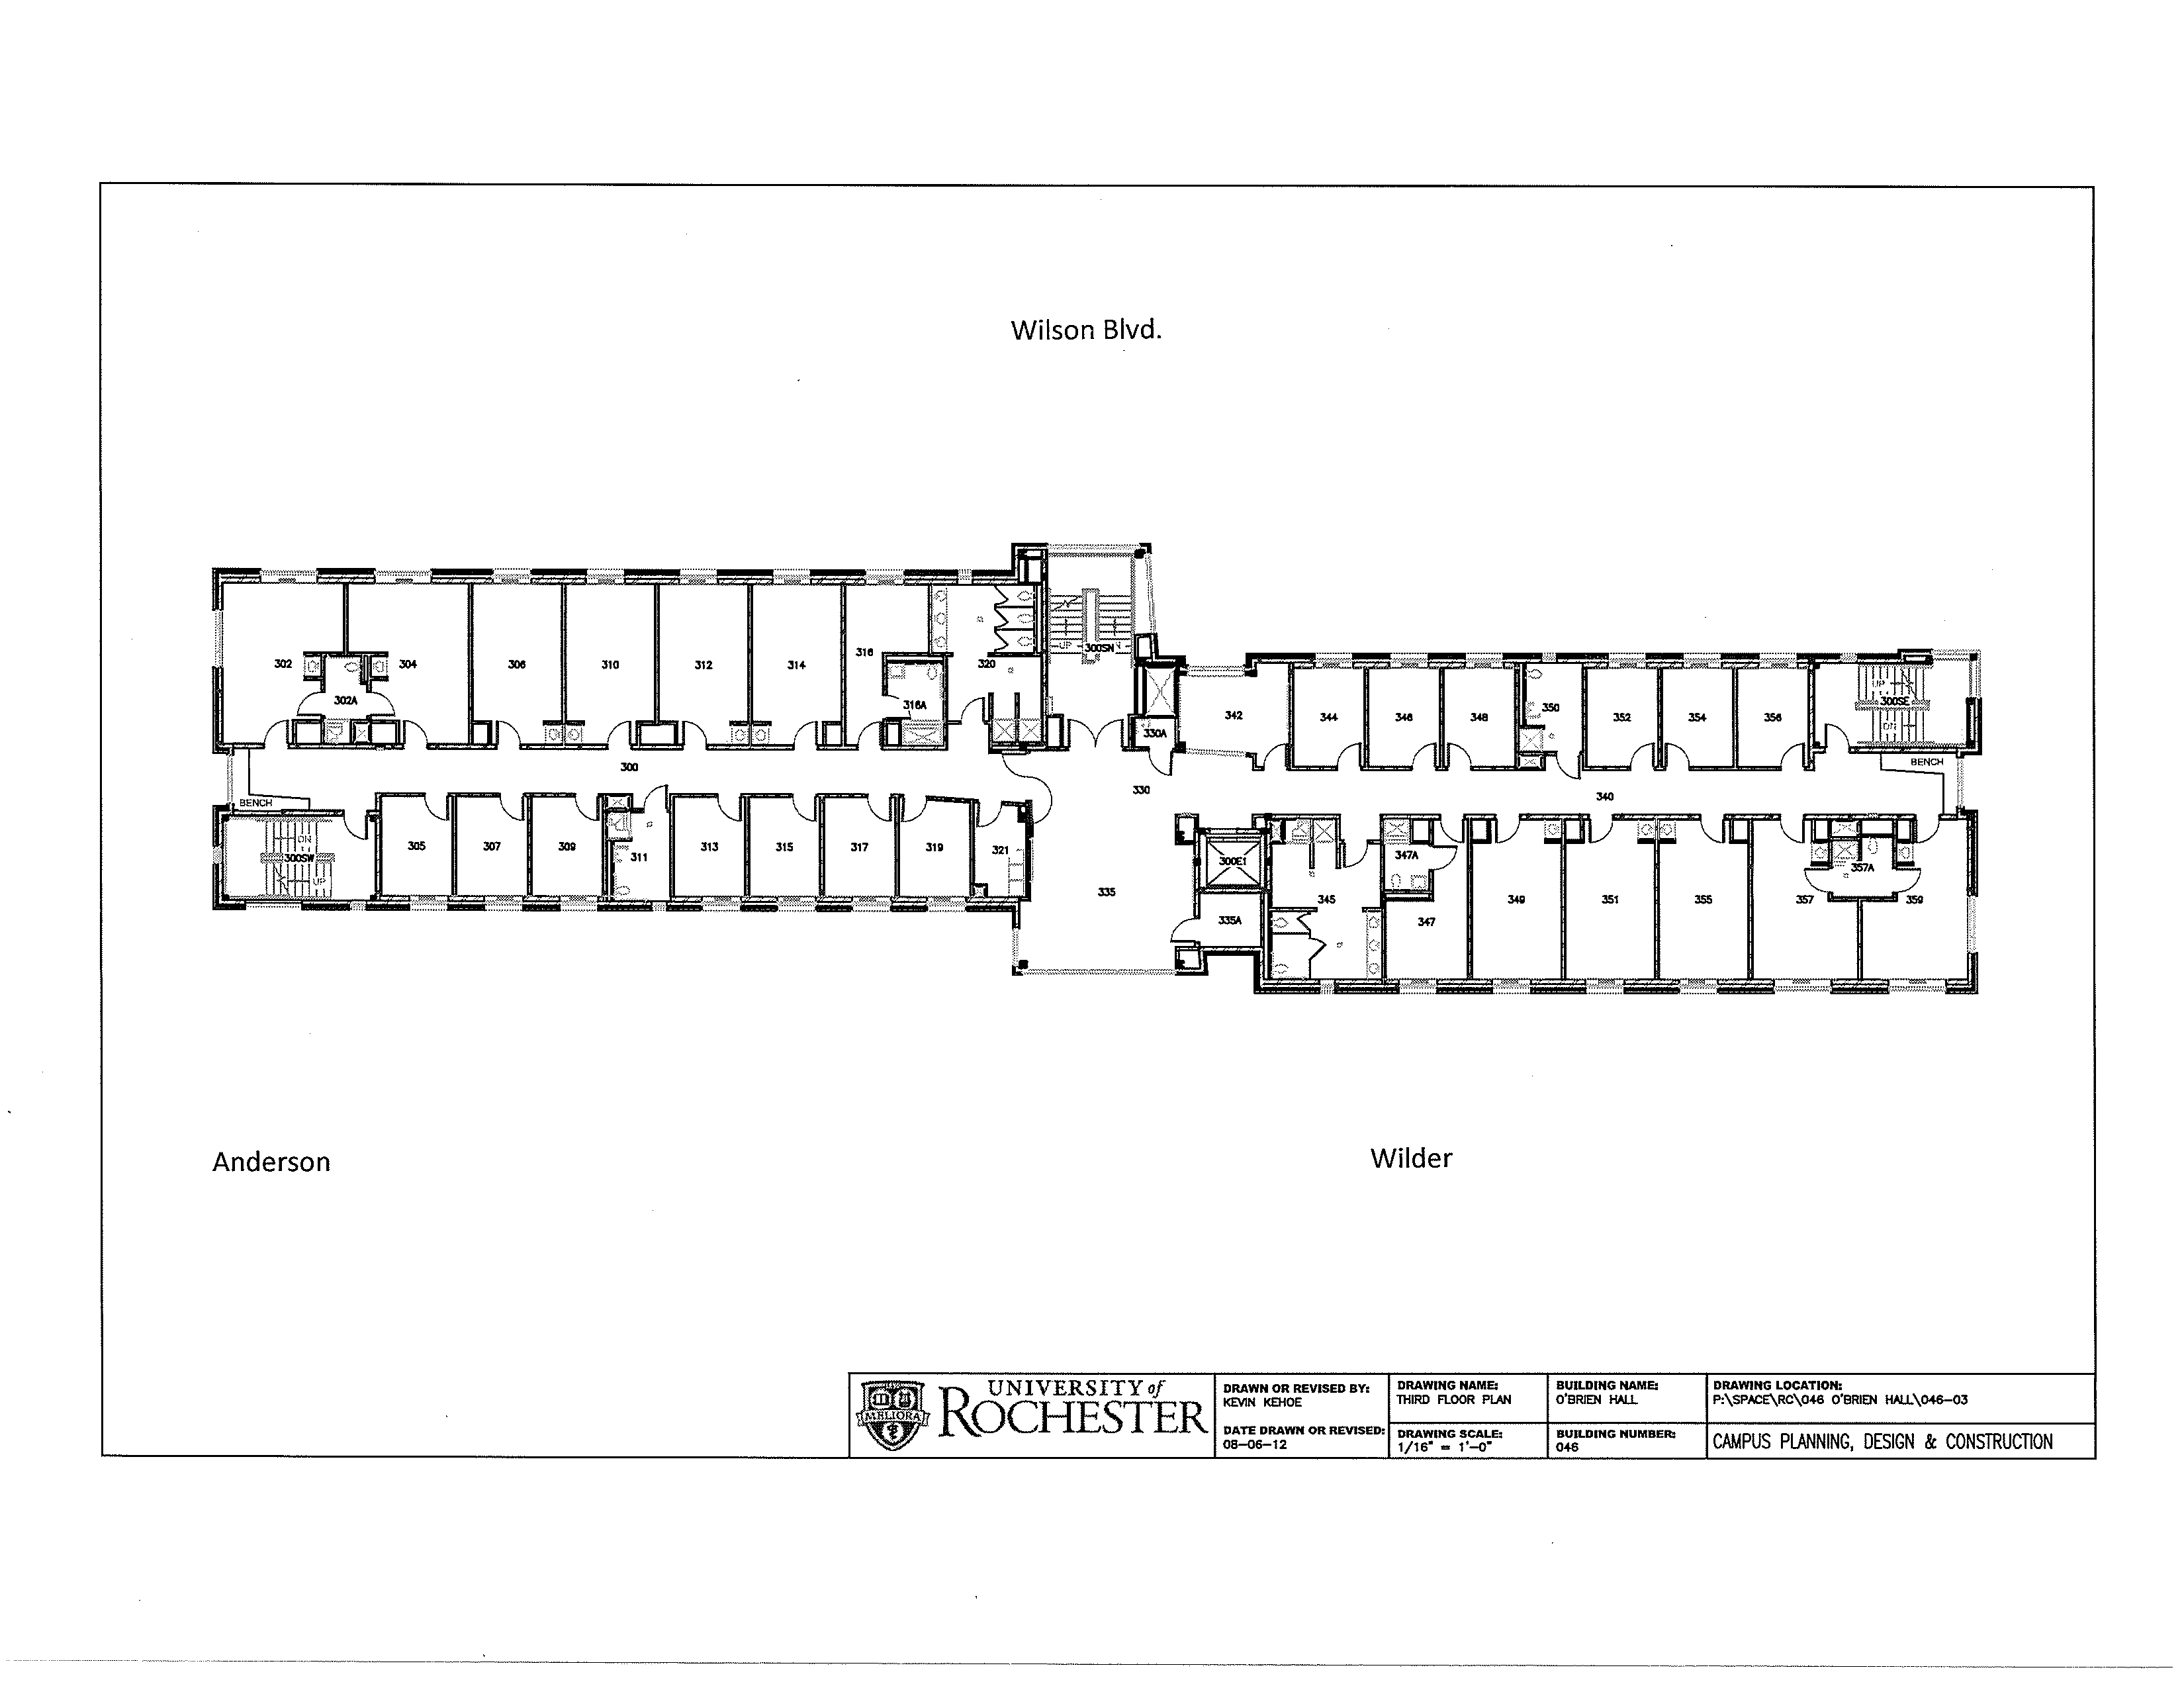 Wilson Blvd.
302
304
306
310
312
314
316
320
300SN
UP
302A
316A
330A
342
344
346
348
350
352
354
356
UP
300SE
DN
300
330
340
BENCH
BENCH
DN
300SW
UP
305
307
309
311
313
315
317
319
321
335
300E1
335A
345
347A
347
349
351
355
357
357A
359
Anderson
Wilder
UNIVERSITY of
ROCHESTER
MELIORA
DRAWN OR REVISED BY:
KEVIN KEHOE
DATE DRAWN OR REVISED:
08-06-12
DRAWING NAME:
THIRD FLOOR PLAN
DRAWING SCALE:
1/16" = 1'-0"
BUILDING NAME:
O'BRIEN HALL
BUILDING NUMBER:
046
DRAWING LOCATION:
P:\SPACE\RC\046 O'BRIEN HALL\046-03
CAMPUS PLANNING, DESIGN & CONSTRUCTION